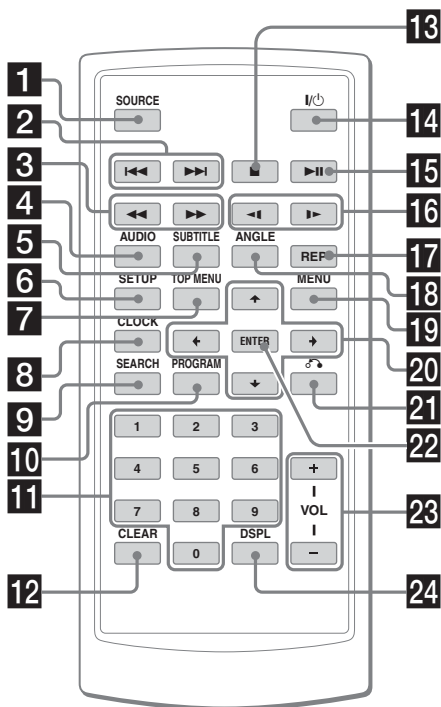 13
1 SOURCE I/⏻ 14
2 ⏮ ⏭ ■ ▶II 15
3 ◀◀ ▶▶ ◀I I▶ 16
4 AUDIO SUBTITLE ANGLE REP 17
5 18
6 SETUP TOP MENU ↑ MENU 19
7
8 CLOCK ← ENTER → 20
9 SEARCH PROGRAM ↓ 21
10 22
11 1 2 3
4 5 6 +
7 8 9 VOL 23
12 CLEAR 0 DSPL − 24